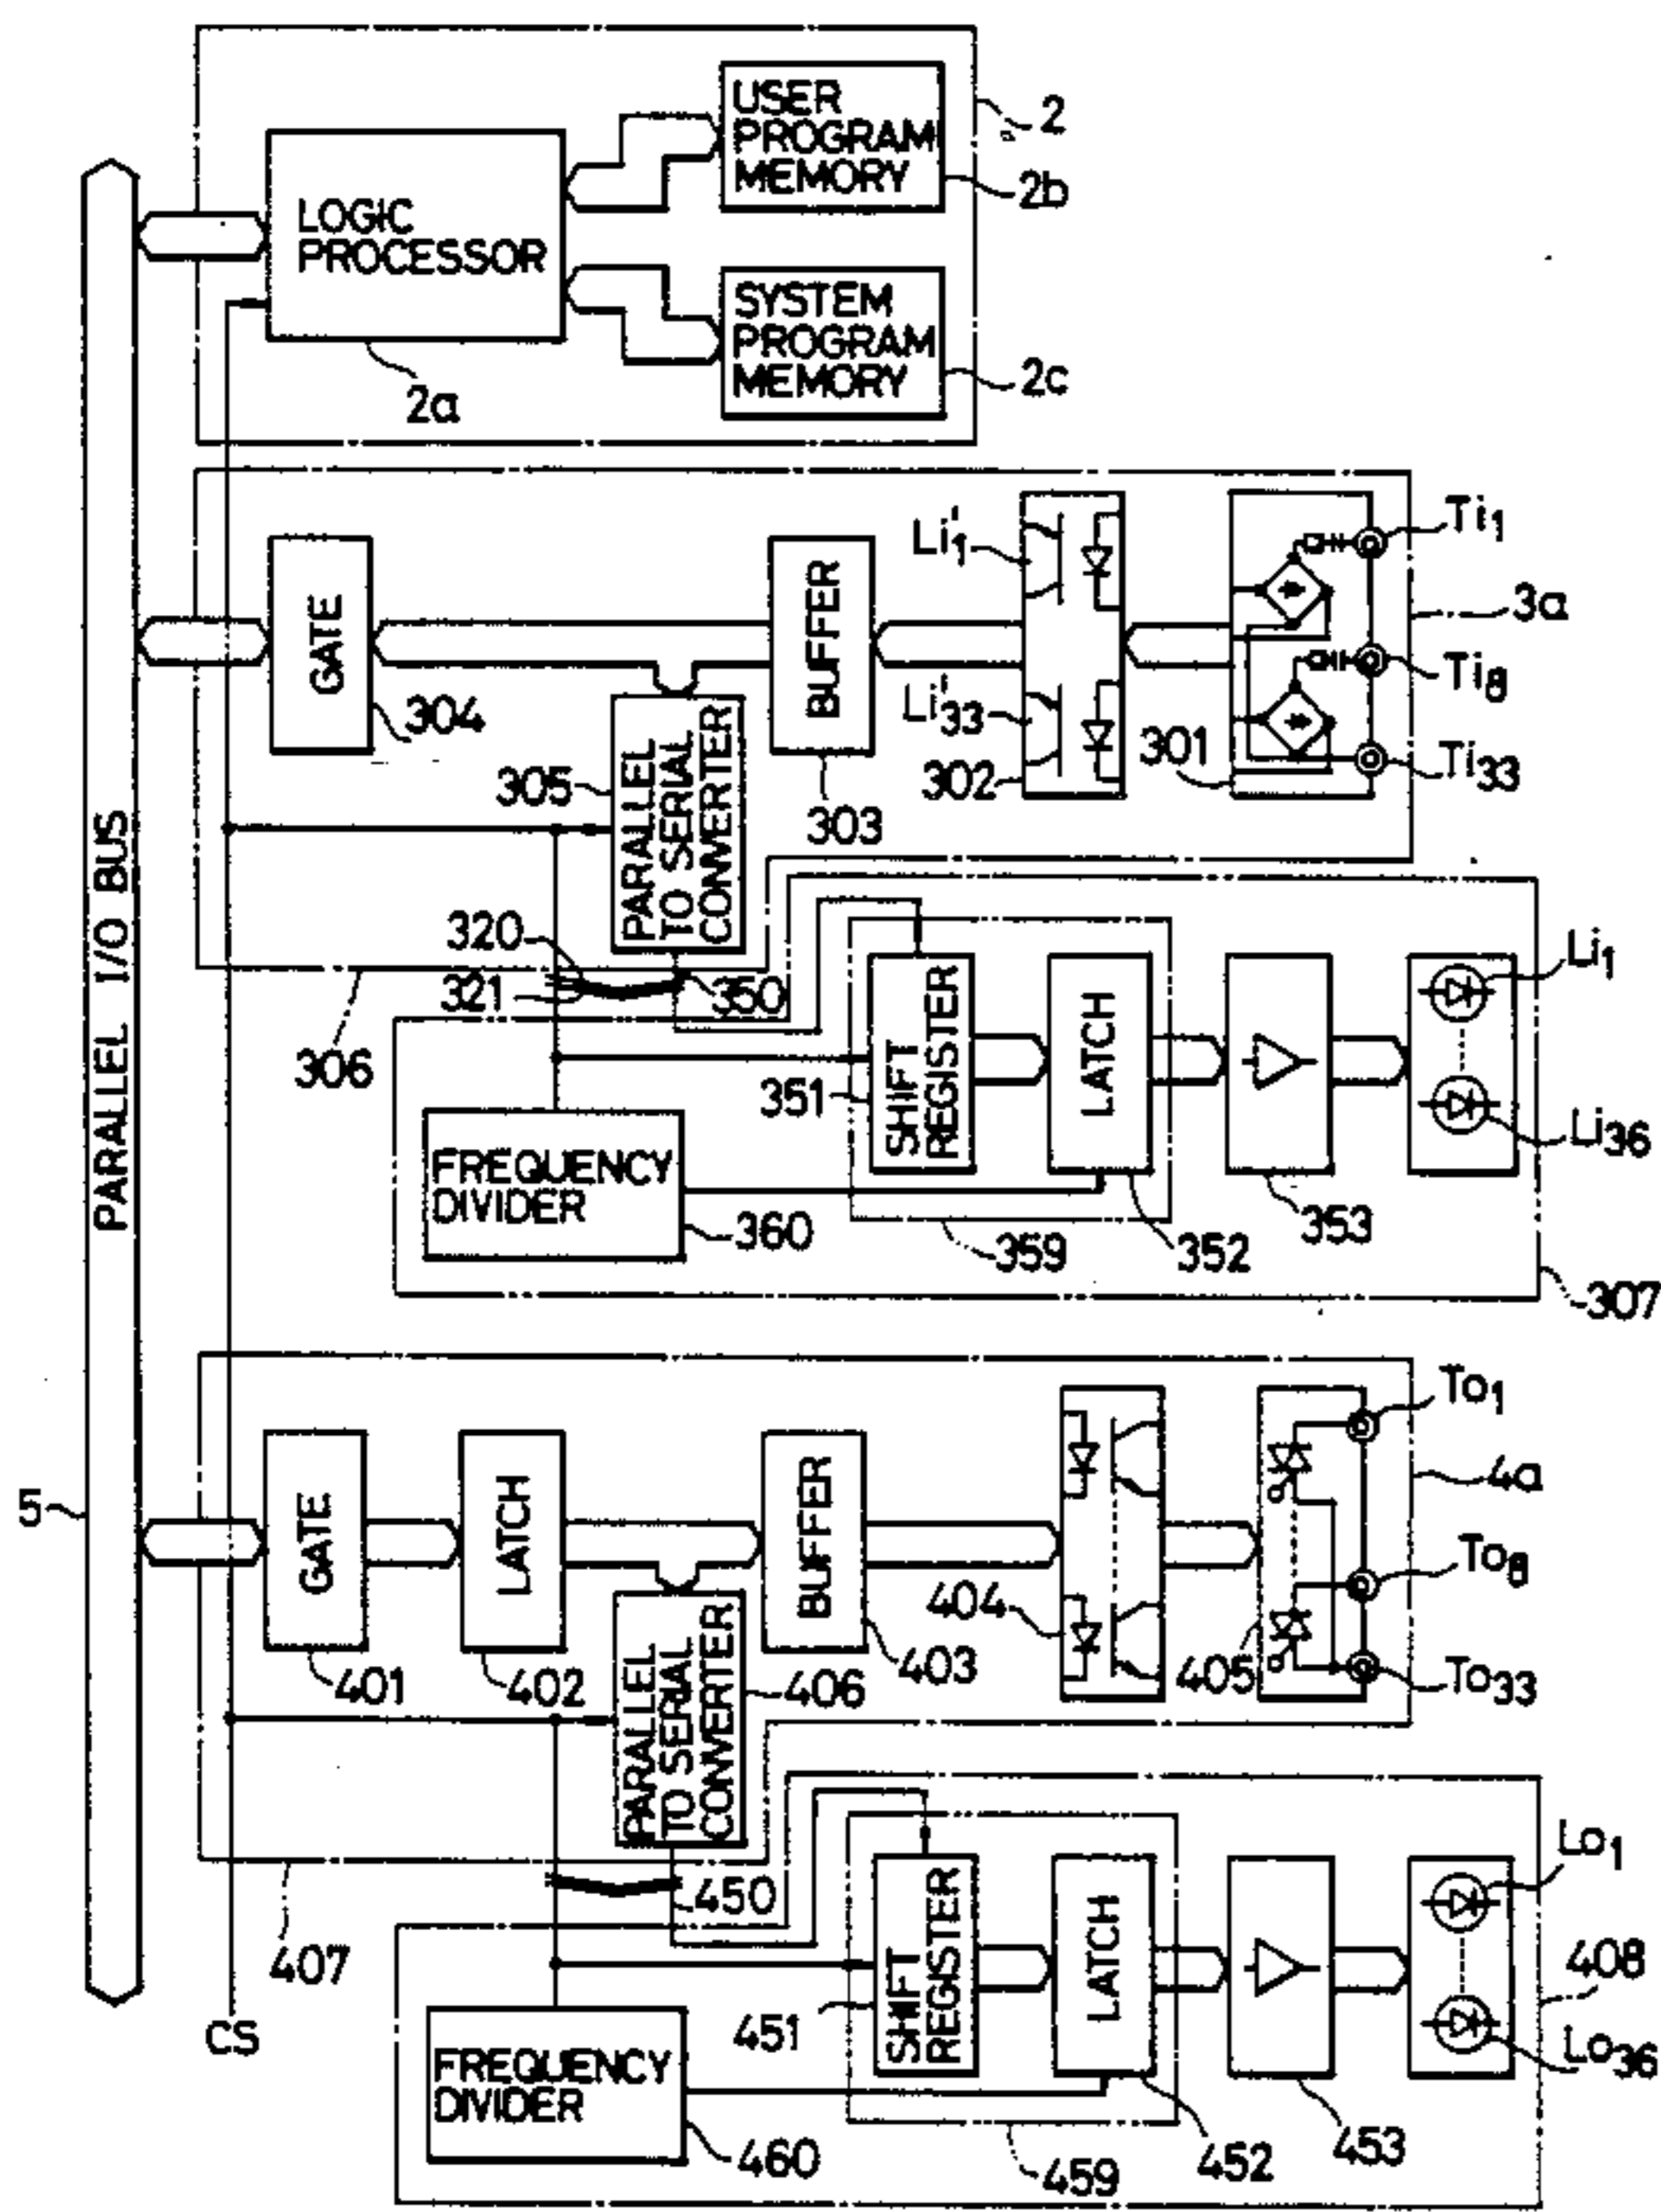 USER
PROGRAM
MEMORY
2
2b
LOGIC
PROCESSOR
SYSTEM
PROGRAM
MEMORY
2c
2a
PARALLEL I/O BUS
5
CS
GATE
304
BUFFER
303
Li'1
Li'33
302
301
Ti1
Ti8
Ti33
3a
305
PARALLEL
TO SERIAL
CONVERTER
320
321
350
306
SHIFT
REGISTER
351
LATCH
352
353
359
Li1
Li36
FREQUENCY
DIVIDER
360
307
GATE
401
LATCH
402
BUFFER
403
404
405
To1
To8
To33
4a
PARALLEL
TO SERIAL
CONVERTER
406
450
407
SHIFT
REGISTER
451
LATCH
452
453
459
Lo1
Lo36
408
FREQUENCY
DIVIDER
460